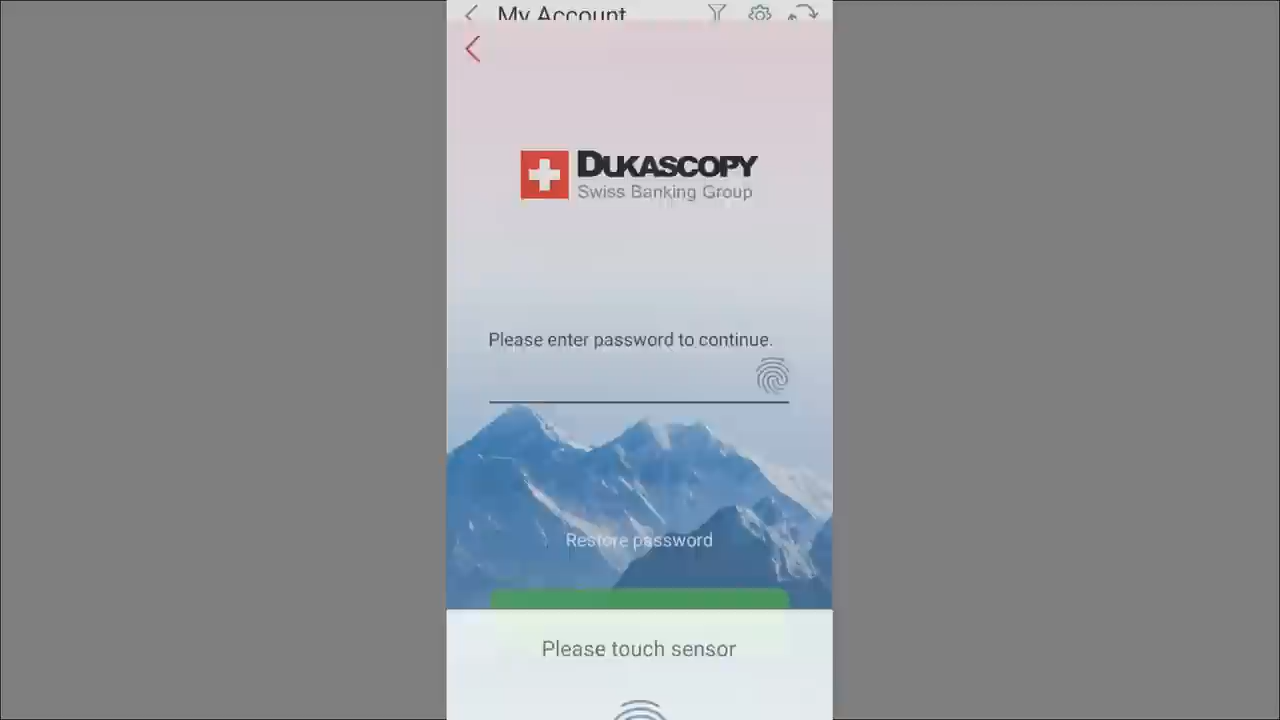 My Account
DUKASCOPY
Swiss Banking Group
Please enter password to continue.
Restore password
Please touch sensor